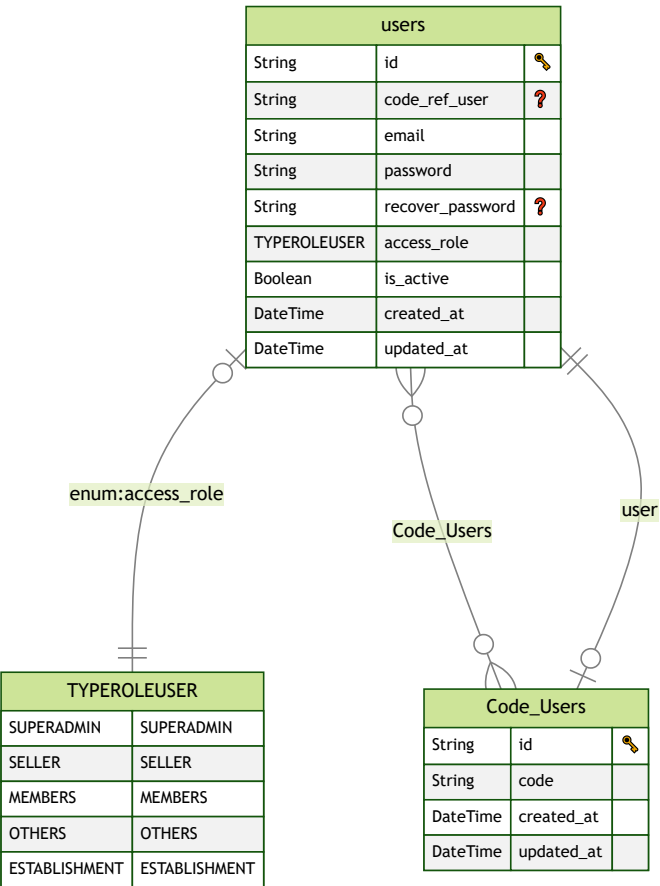 users
String id
String code_ref_user
String email
String password
String recover_password
TYPEROLEUSER access_role
Boolean is_active
DateTime created_at
DateTime updated_at
enum:access_role
user
Code_Users
TYPEROLEUSER
SUPERADMIN SUPERADMIN
SELLER SELLER
MEMBERS MEMBERS
OTHERS OTHERS
ESTABLISHMENT ESTABLISHMENT
Code_Users
String id
String code
DateTime created_at
DateTime updated_at